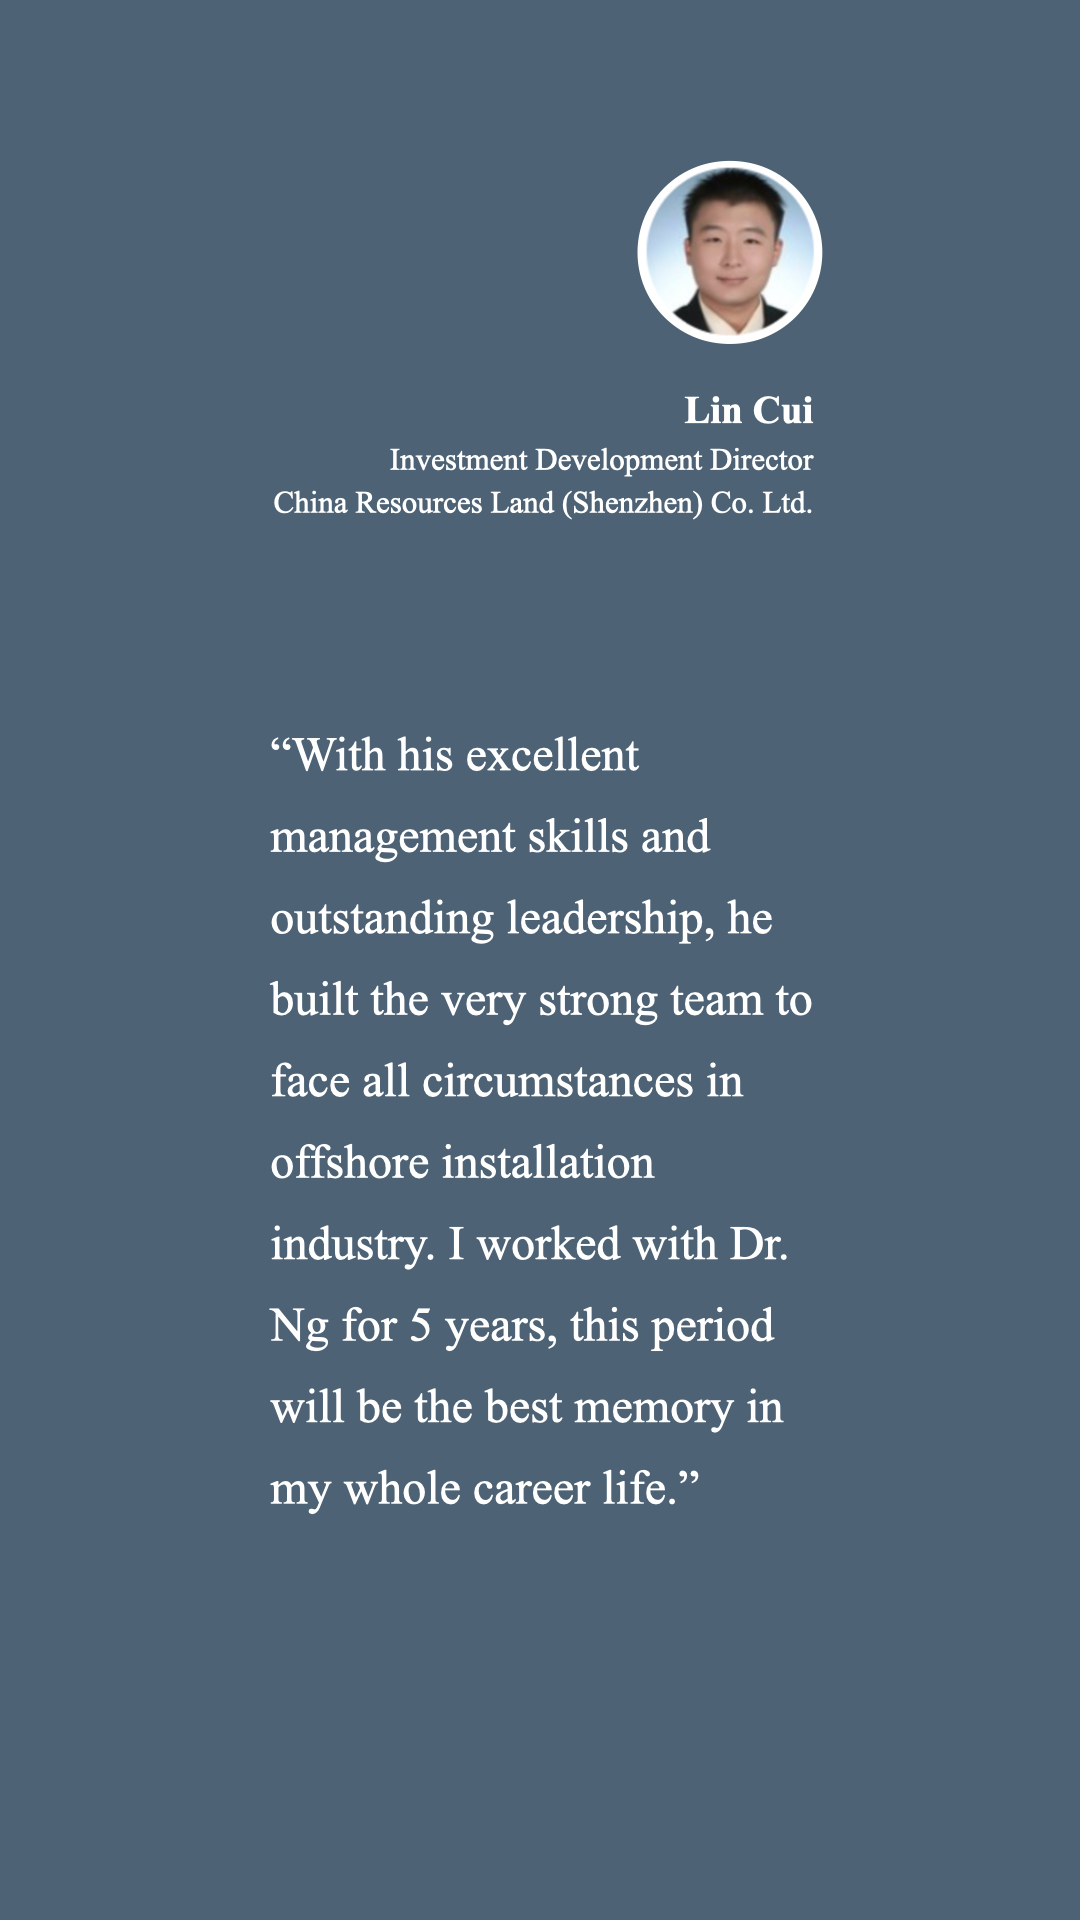 Lin Cui
Investment Development Director
China Resources Land (Shenzhen) Co. Ltd.
“With his excellent
management skills and
outstanding leadership, he
built the very strong team to
face all circumstances in
offshore installation
industry. I worked with Dr.
Ng for 5 years, this period
will be the best memory in
my whole career life.”